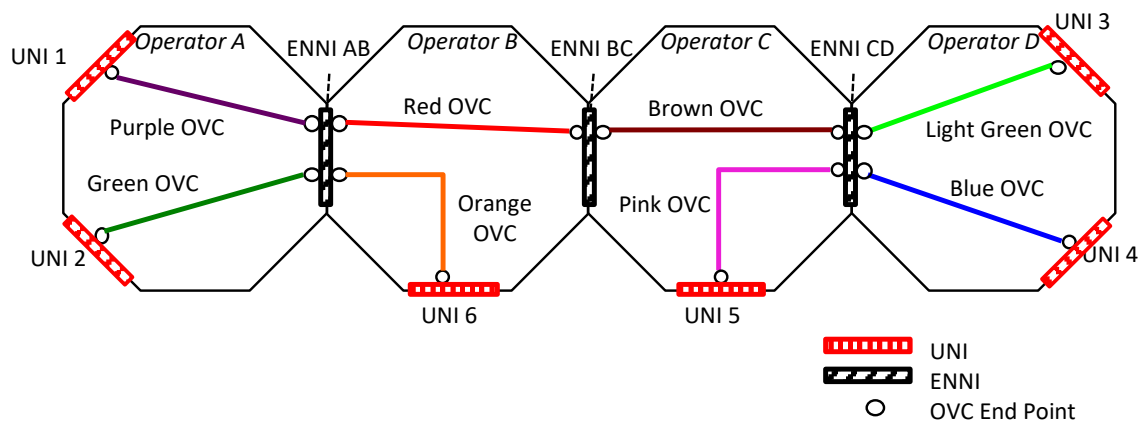 UNI 1
Operator A
ENNI AB
Operator B
ENNI BC
Operator C
ENNI CD
Operator D
UNI 3
Purple OVC
Red OVC
Brown OVC
Light Green OVC
Green OVC
Orange
OVC
Pink OVC
Blue OVC
UNI 2
UNI 6
UNI 5
UNI 4
UNI
ENNI
OVC End Point